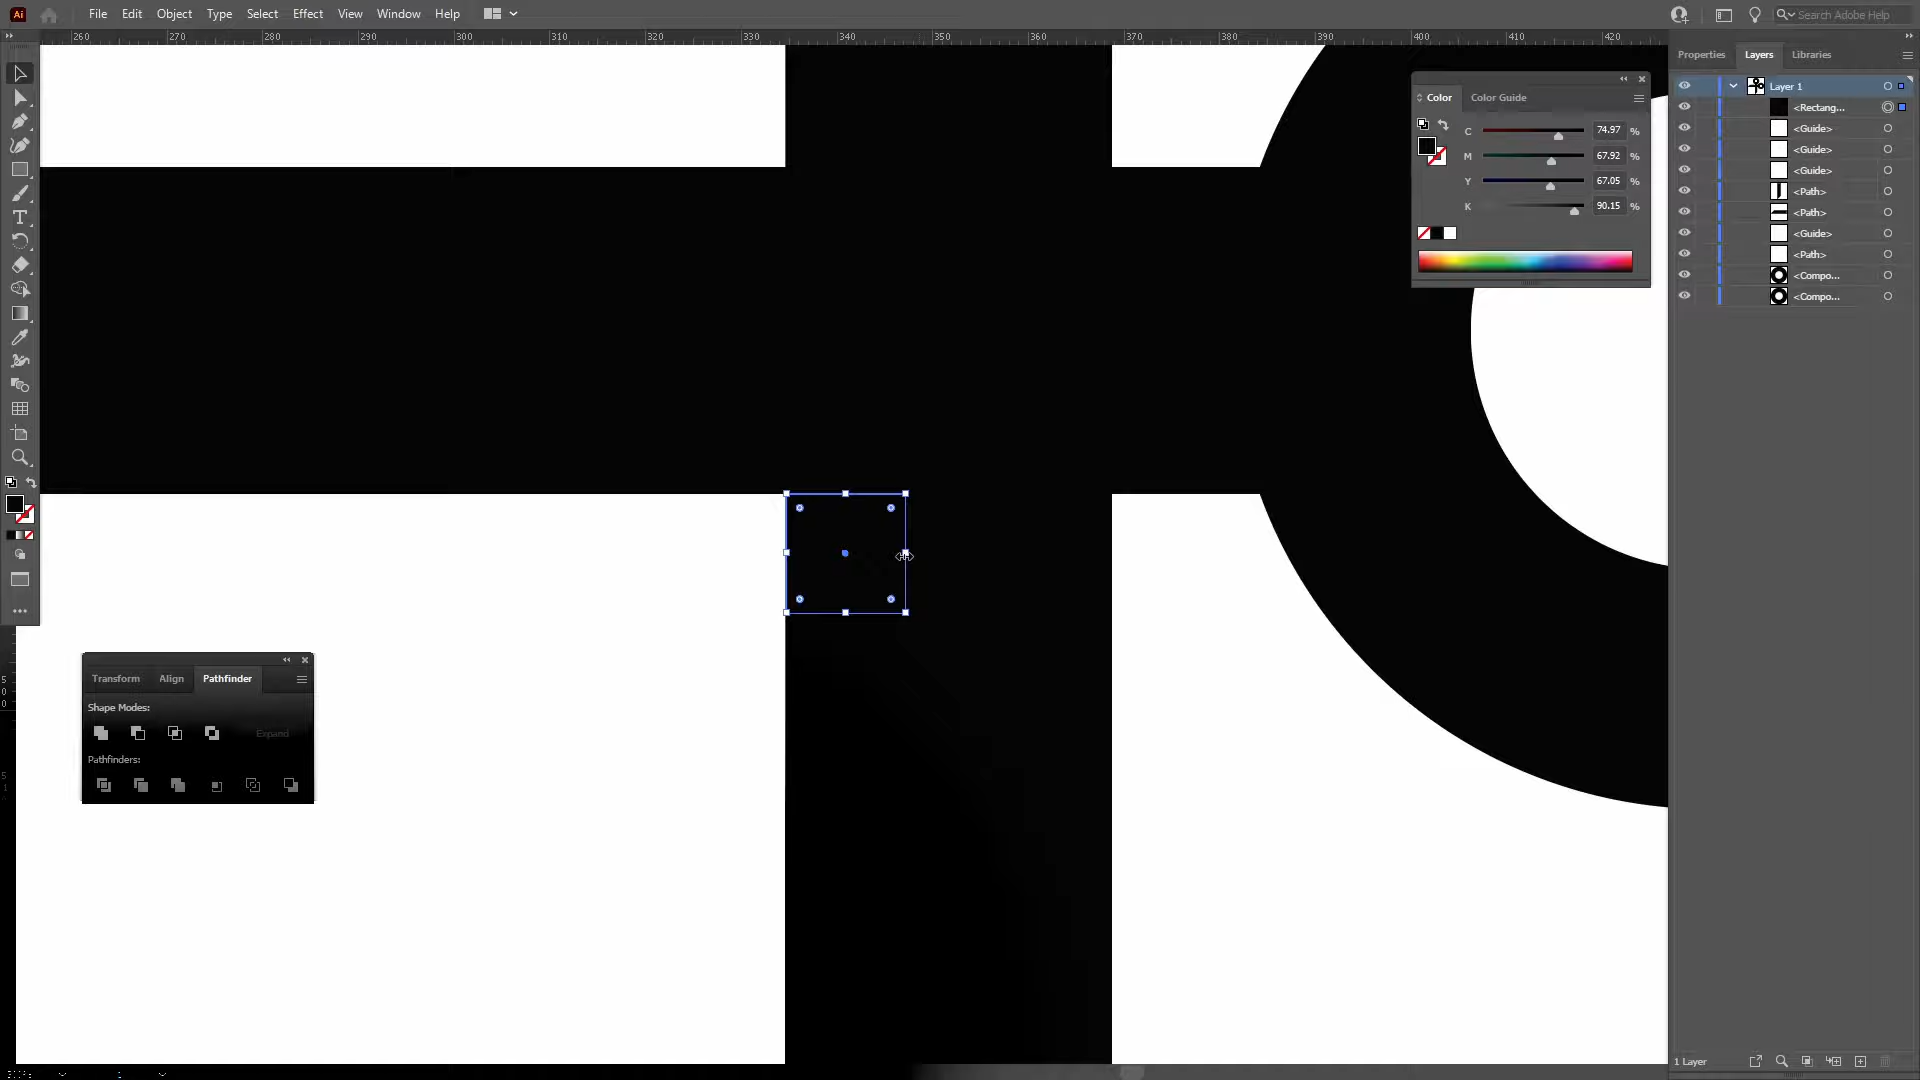 Ai File Edit Object Type Select Effect View Window Help
Search Adobe Help
260 270 280 290 300 310 320 330 340 350 360 370 380 390 400 410 420
Properties Layers Libraries
Layer 1
<Rectang...
<Guide>
<Guide>
<Guide>
<Path>
<Path>
<Guide>
<Path>
<Compo...
<Compo...
Color Color Guide
C 74.97 %
M 67.92 %
Y 67.05 %
K 90.15 %
Transform Align Pathfinder
Shape Modes:
Expand
Pathfinders:
1 Layer